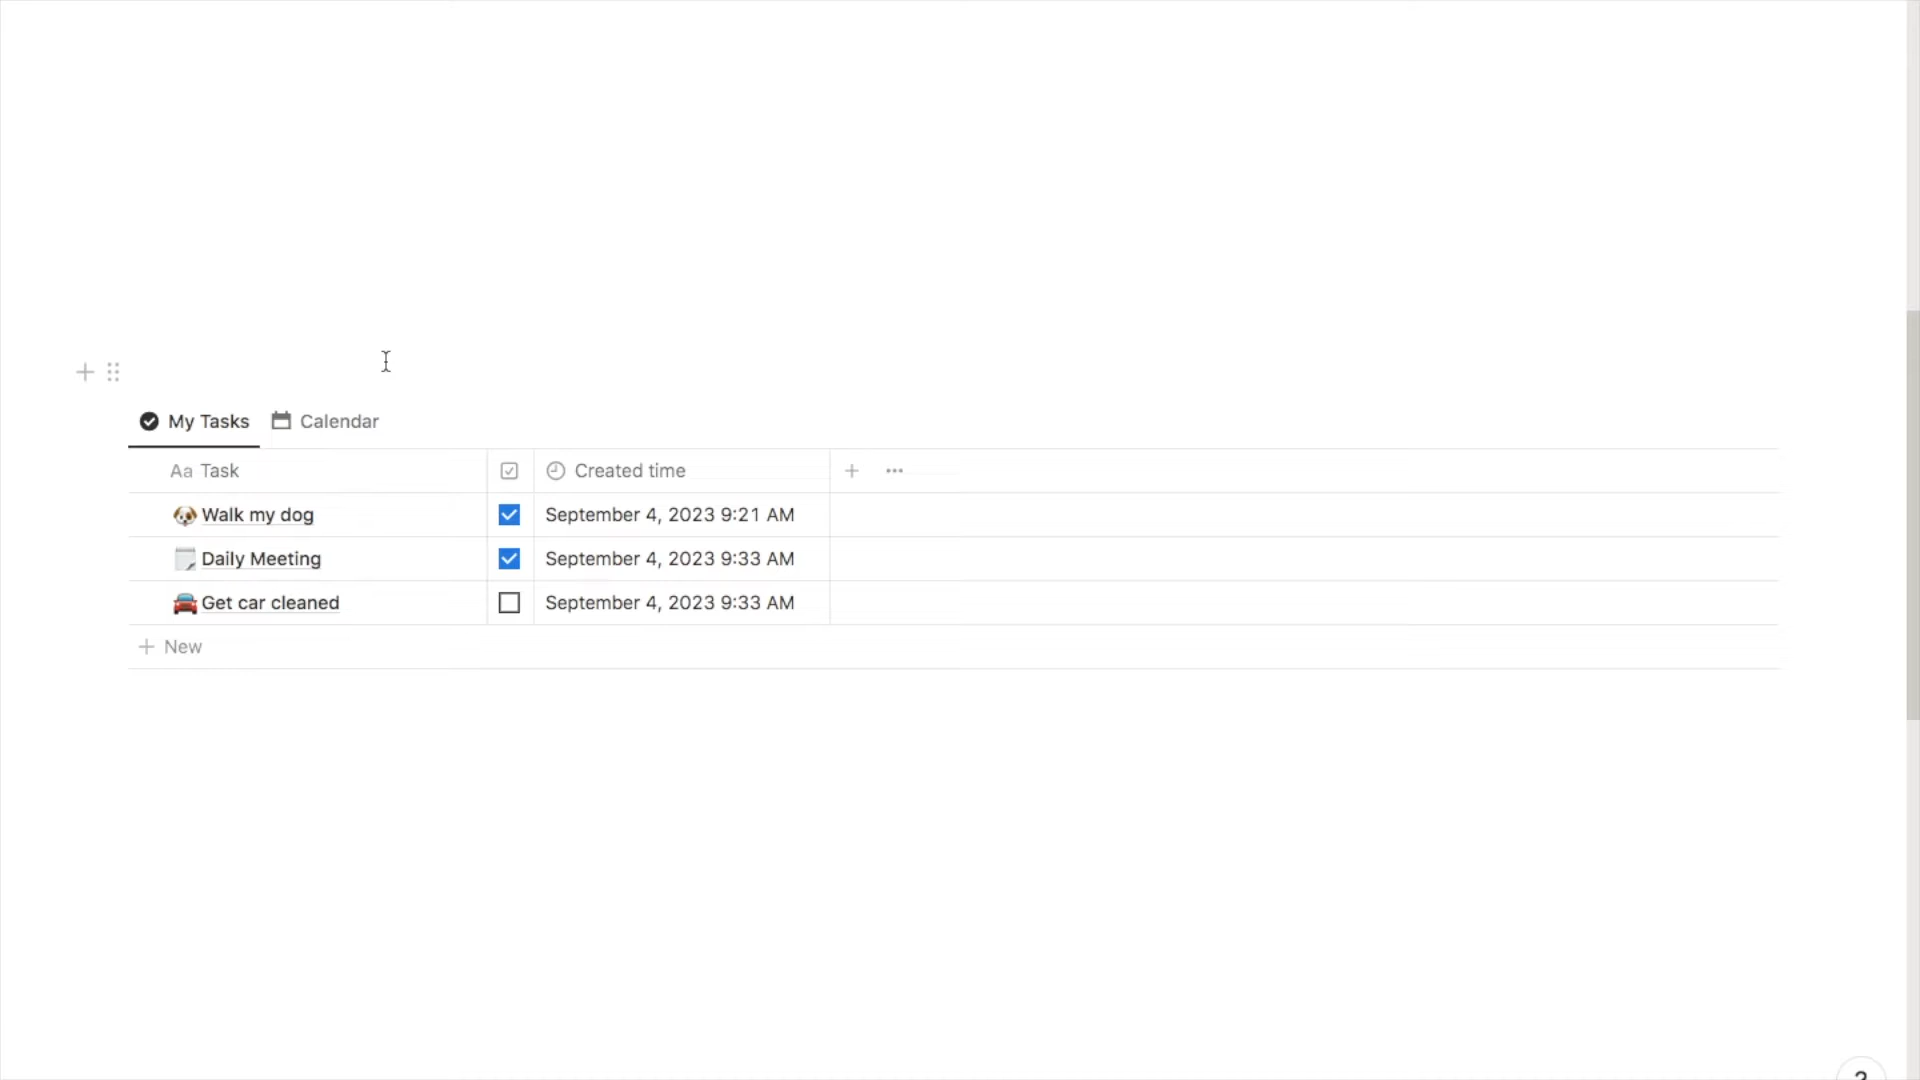 My Tasks Calendar
Aa Task Created time + •••
Walk my dog September 4, 2023 9:21 AM
Daily Meeting September 4, 2023 9:33 AM
Get car cleaned September 4, 2023 9:33 AM
+ New
?